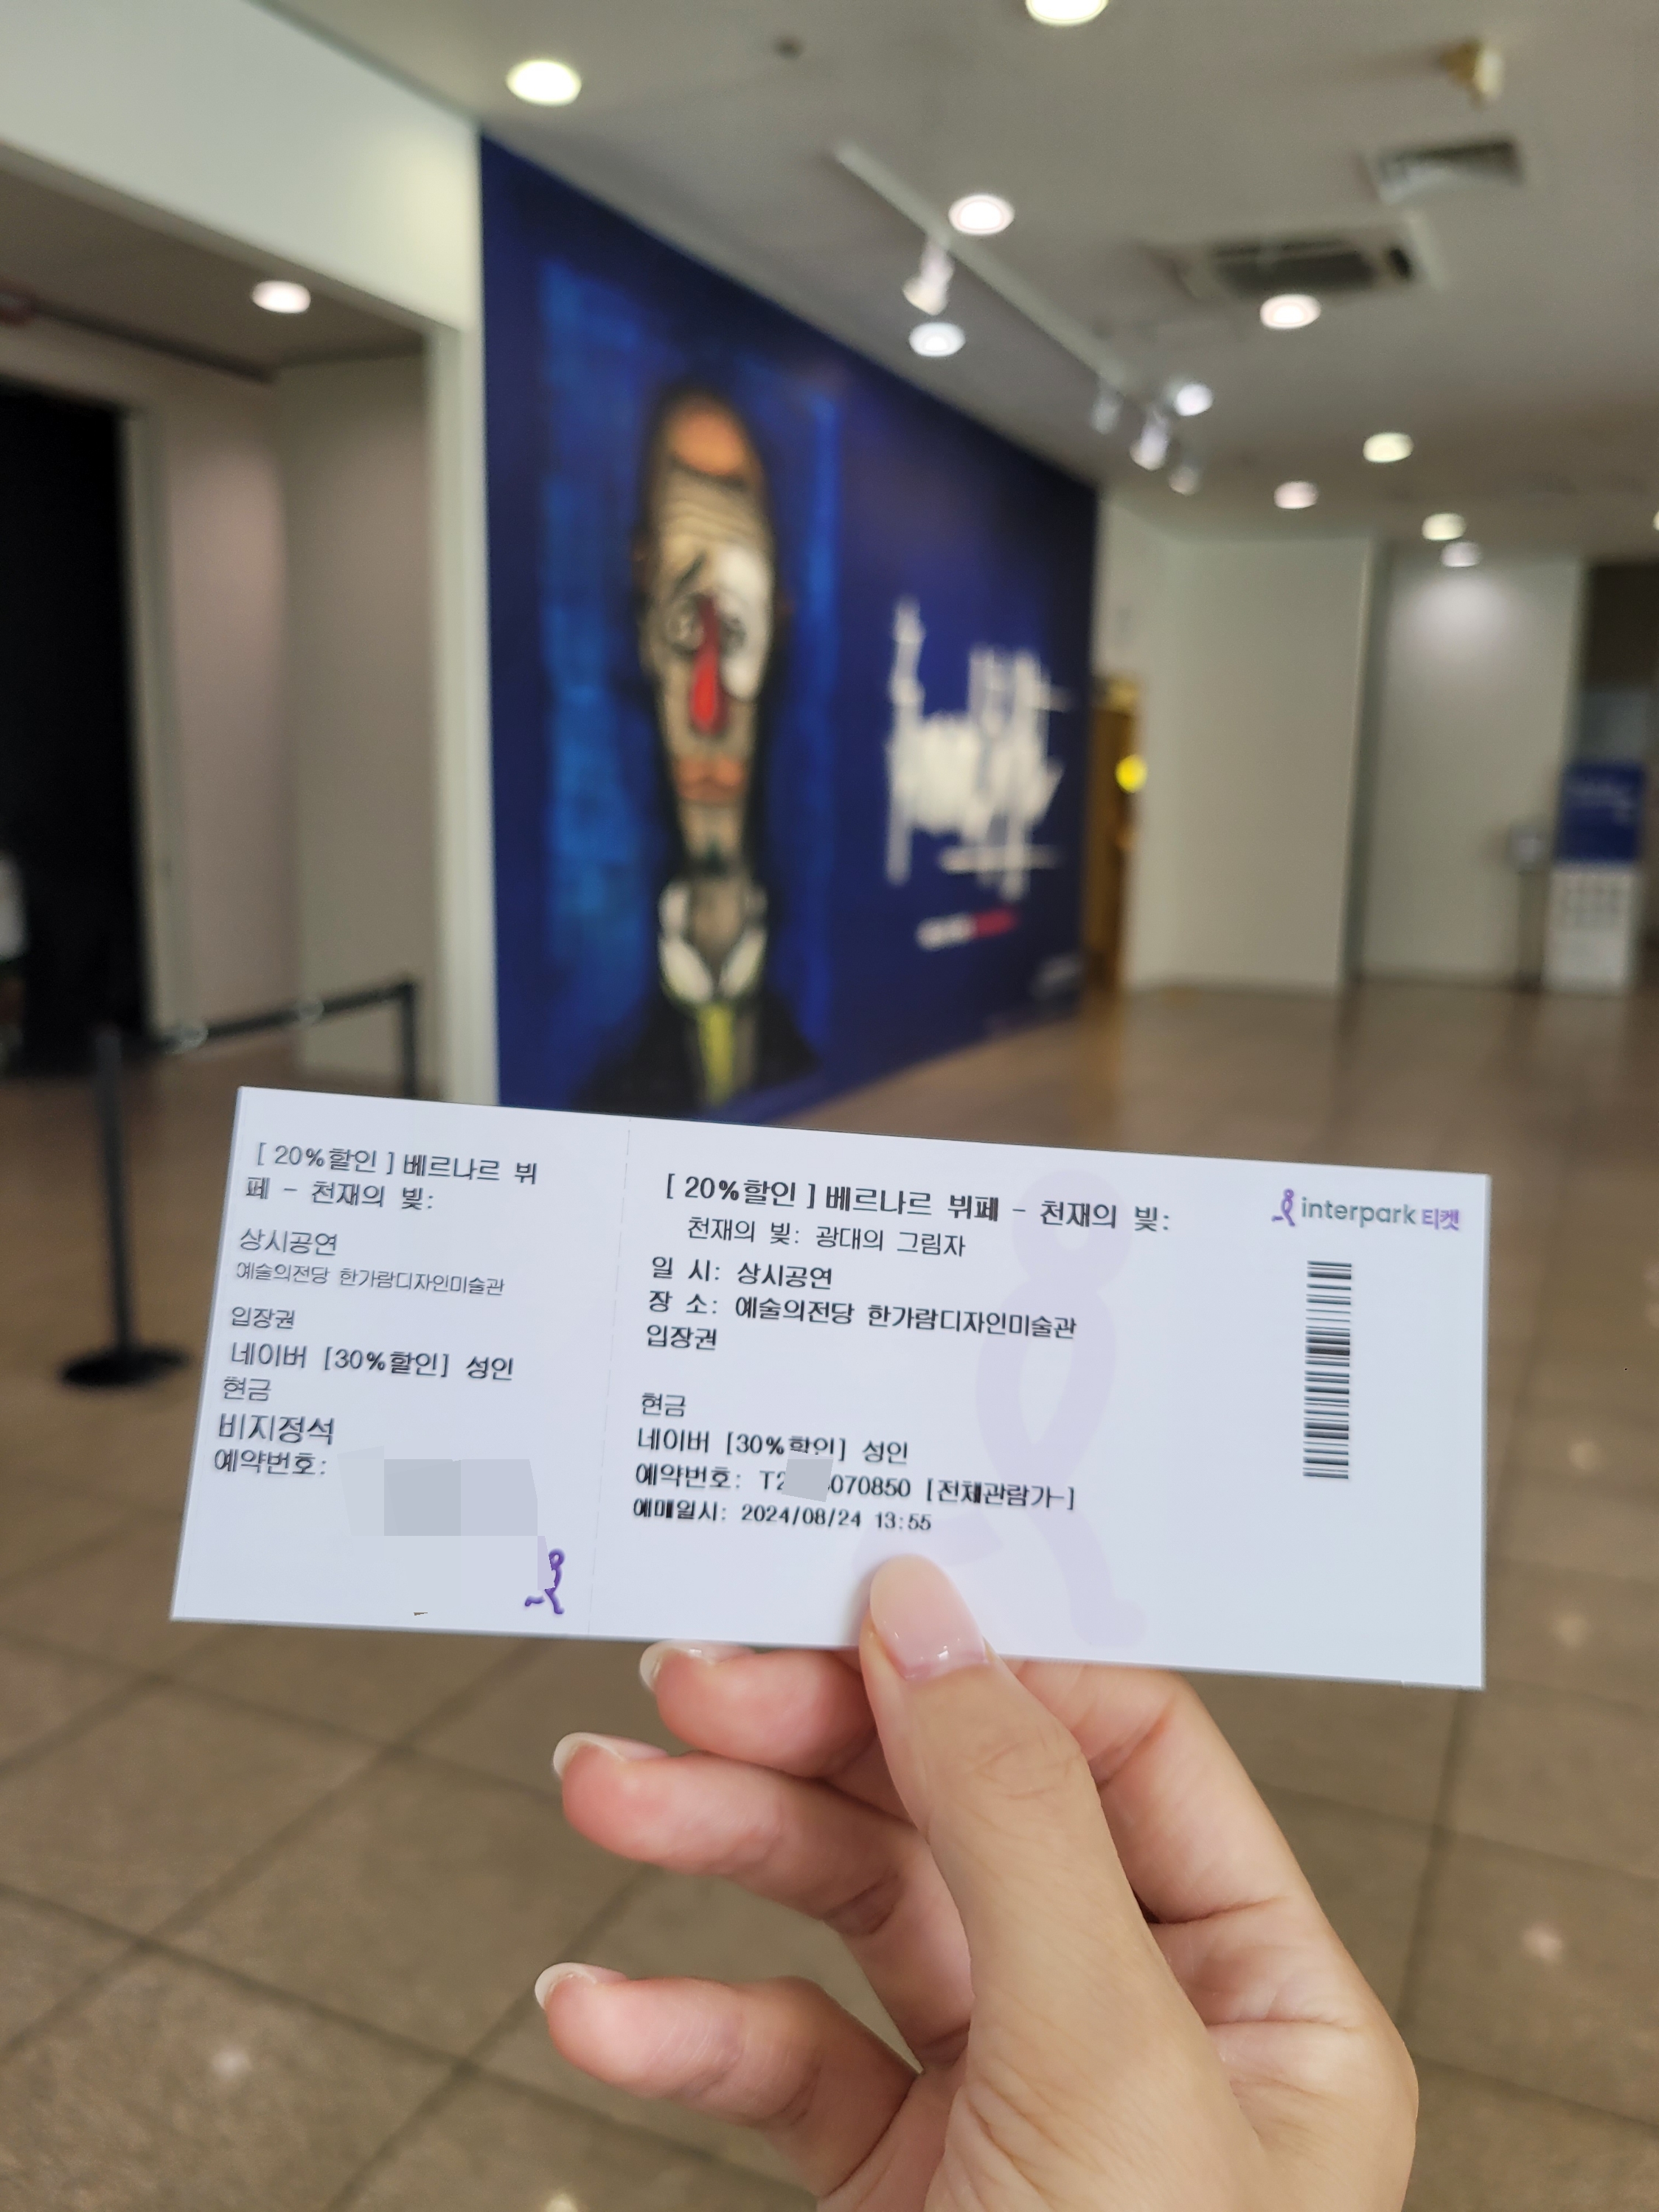 [ 20%할인 ] 베르나르 뷔
페 - 천재의 빛:
상시공연
예술의전당 한가람디자인미술관
입장권
네이버 [30%할인] 성인
현금
비지정석
예약번호:
[ 20%할인 ] 베르나르 뷔페 - 천재의 빛:
천재의 빛: 광대의 그림자
일 시: 상시공연
장 소: 예술의전당 한가람디자인미술관
입장권
현금
네이버 [30%할인] 성인
예약번호: T2 070850 [전체관람가-]
예매일시: 2024/08/24 13:55
interpark 티켓